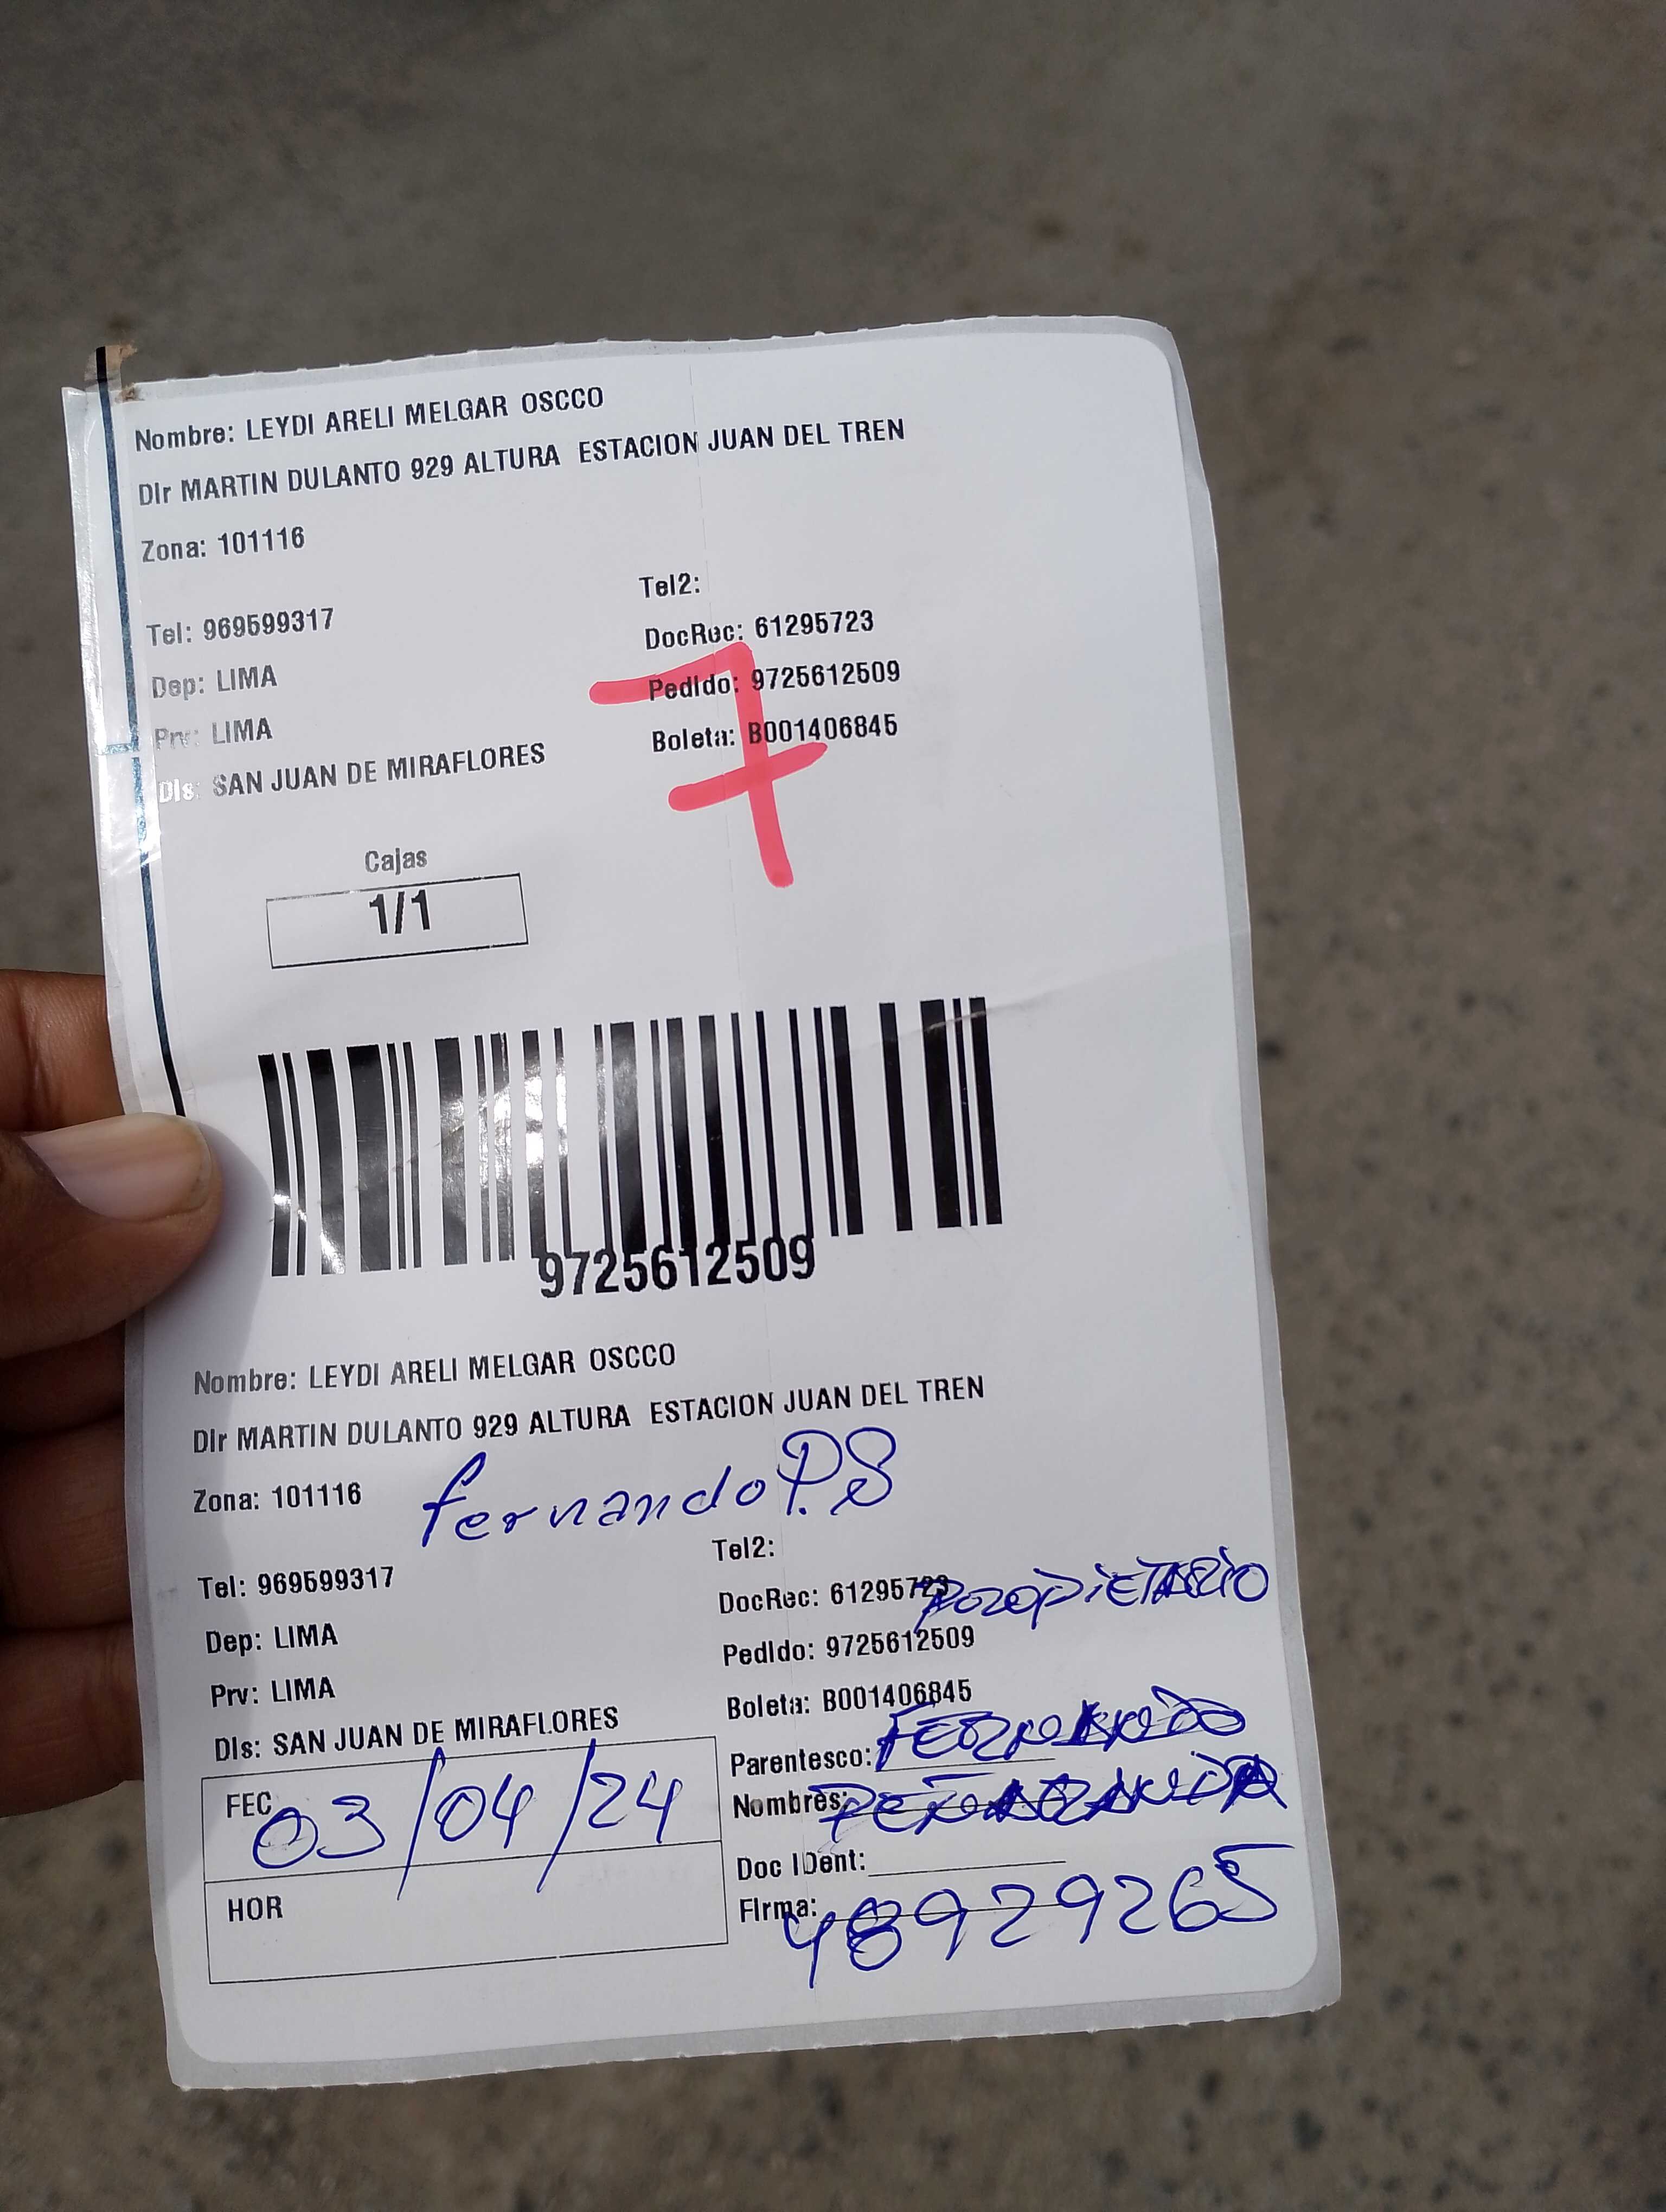 Nombre: LEYDI ARELI MELGAR OSCCO
Dir MARTIN DULANTO 929 ALTURA ESTACION JUAN DEL TREN
Zona: 101116
Tel2:
Tel: 969599317
DocRec: 61295723
Dep: LIMA
Pedido: 9725612509
Prv: LIMA
Boleta: B001406845
Dis: SAN JUAN DE MIRAFLORES
7
Cajas
1/1
9725612509
Nombre: LEYDI ARELI MELGAR OSCCO
Dir MARTIN DULANTO 929 ALTURA ESTACION JUAN DEL TREN
Zona: 101116
fernando P.S
Tel2:
Tel: 969599317
DocRec: 61295723
PROPIETARIO
Dep: LIMA
Pedido: 9725612509
Prv: LIMA
Boleta: B001406845
Dis: SAN JUAN DE MIRAFLORES
Parentesco: FERNANDO
Nombres: PEÑARANDA
FEC 03/04/24
Doc IDent:
HOR
Firma: 48929265